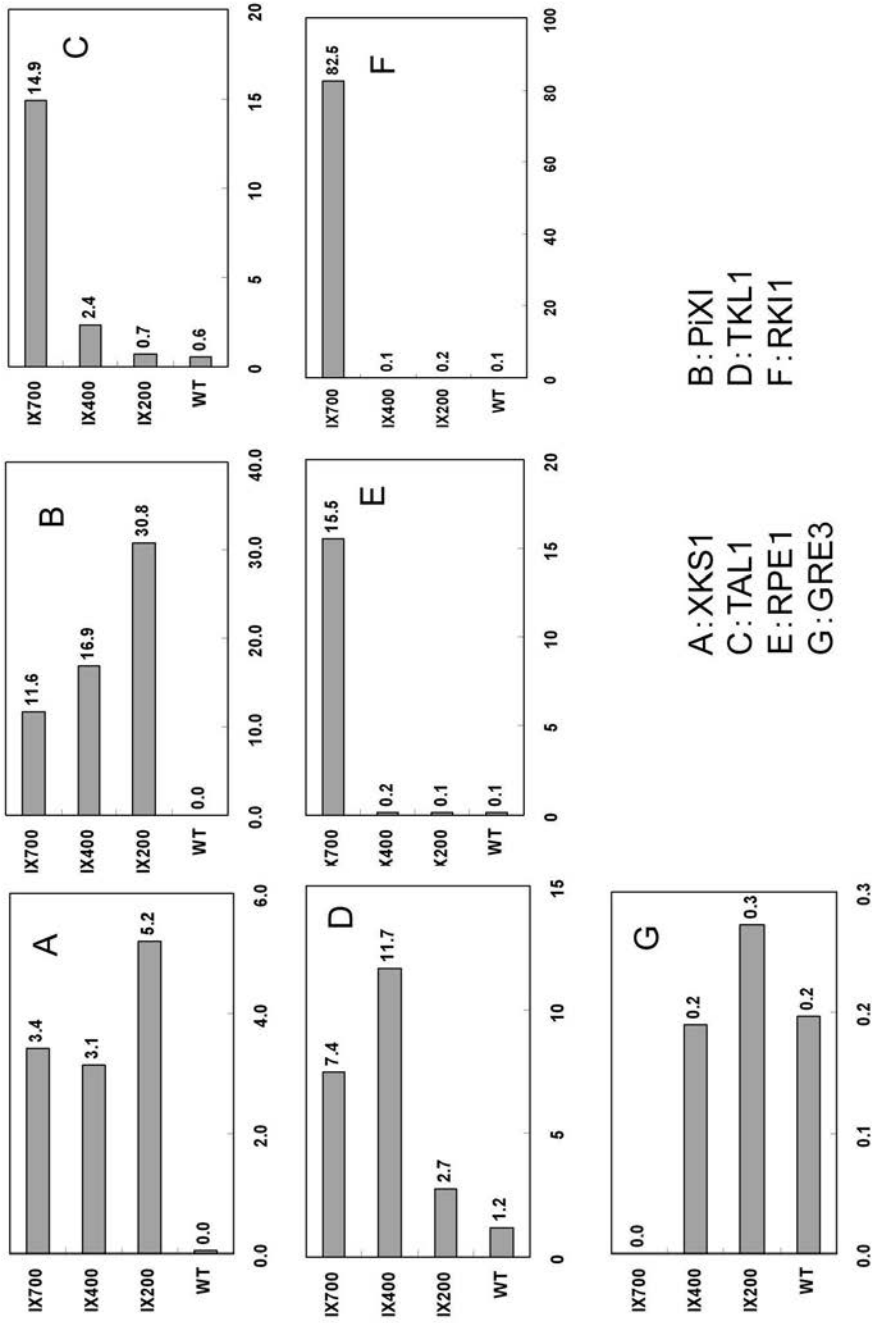 A
IX700
3.4
IX400
3.1
IX200
5.2
WT
0.0
0.0 2.0 4.0 6.0
B
IX700
11.6
IX400
16.9
IX200
30.8
WT
0.0
0.0 10.0 20.0 30.0 40.0
C
IX700
14.9
IX400
2.4
IX200
0.7
WT
0.6
0 5 10 15 20
D
IX700
7.4
IX400
11.7
IX200
2.7
WT
1.2
0 5 10 15
E
X700
15.5
X400
0.2
X200
0.1
WT
0.1
0 5 10 15 20
F
IX700
82.5
IX400
0.1
IX200
0.2
WT
0.1
0 20 40 60 80 100
G
IX700
0.0
IX400
0.2
IX200
0.3
WT
0.2
0.0 0.1 0.2 0.3
A:XKS1 B:PiXI
C:TAL1 D:TKL1
E:RPE1 F:RKI1
G:GRE3